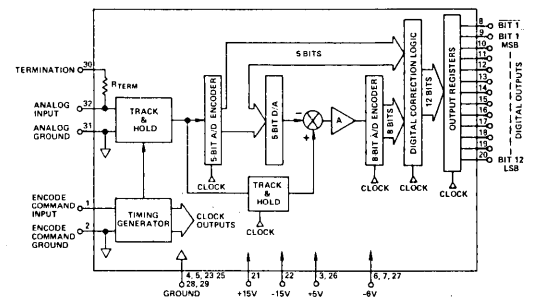 TERMINATION 30
R TERM
ANALOG INPUT 32
ANALOG GROUND 31
TRACK & HOLD
5-BIT A/D ENCODER
CLOCK
5 BITS
5 BIT D/A
−
+
A
TRACK & HOLD
CLOCK
8-BIT A/D ENCODER
CLOCK
8 BITS
DIGITAL CORRECTION LOGIC
CLOCK
12 BITS
OUTPUT REGISTERS
CLOCK
8 BIT 1
9 BIT 1
10 MSB
11
12
13
14
15
16
17
18
19
20 BIT 12
LSB
DIGITAL OUTPUTS
ENCODE COMMAND INPUT 1
ENCODE COMMAND GROUND 2
TIMING GENERATOR
CLOCK OUTPUTS
4, 5, 23 25
28, 29
GROUND
21
+15V
22
-15V
3, 26
+5V
6, 7, 27
-6V